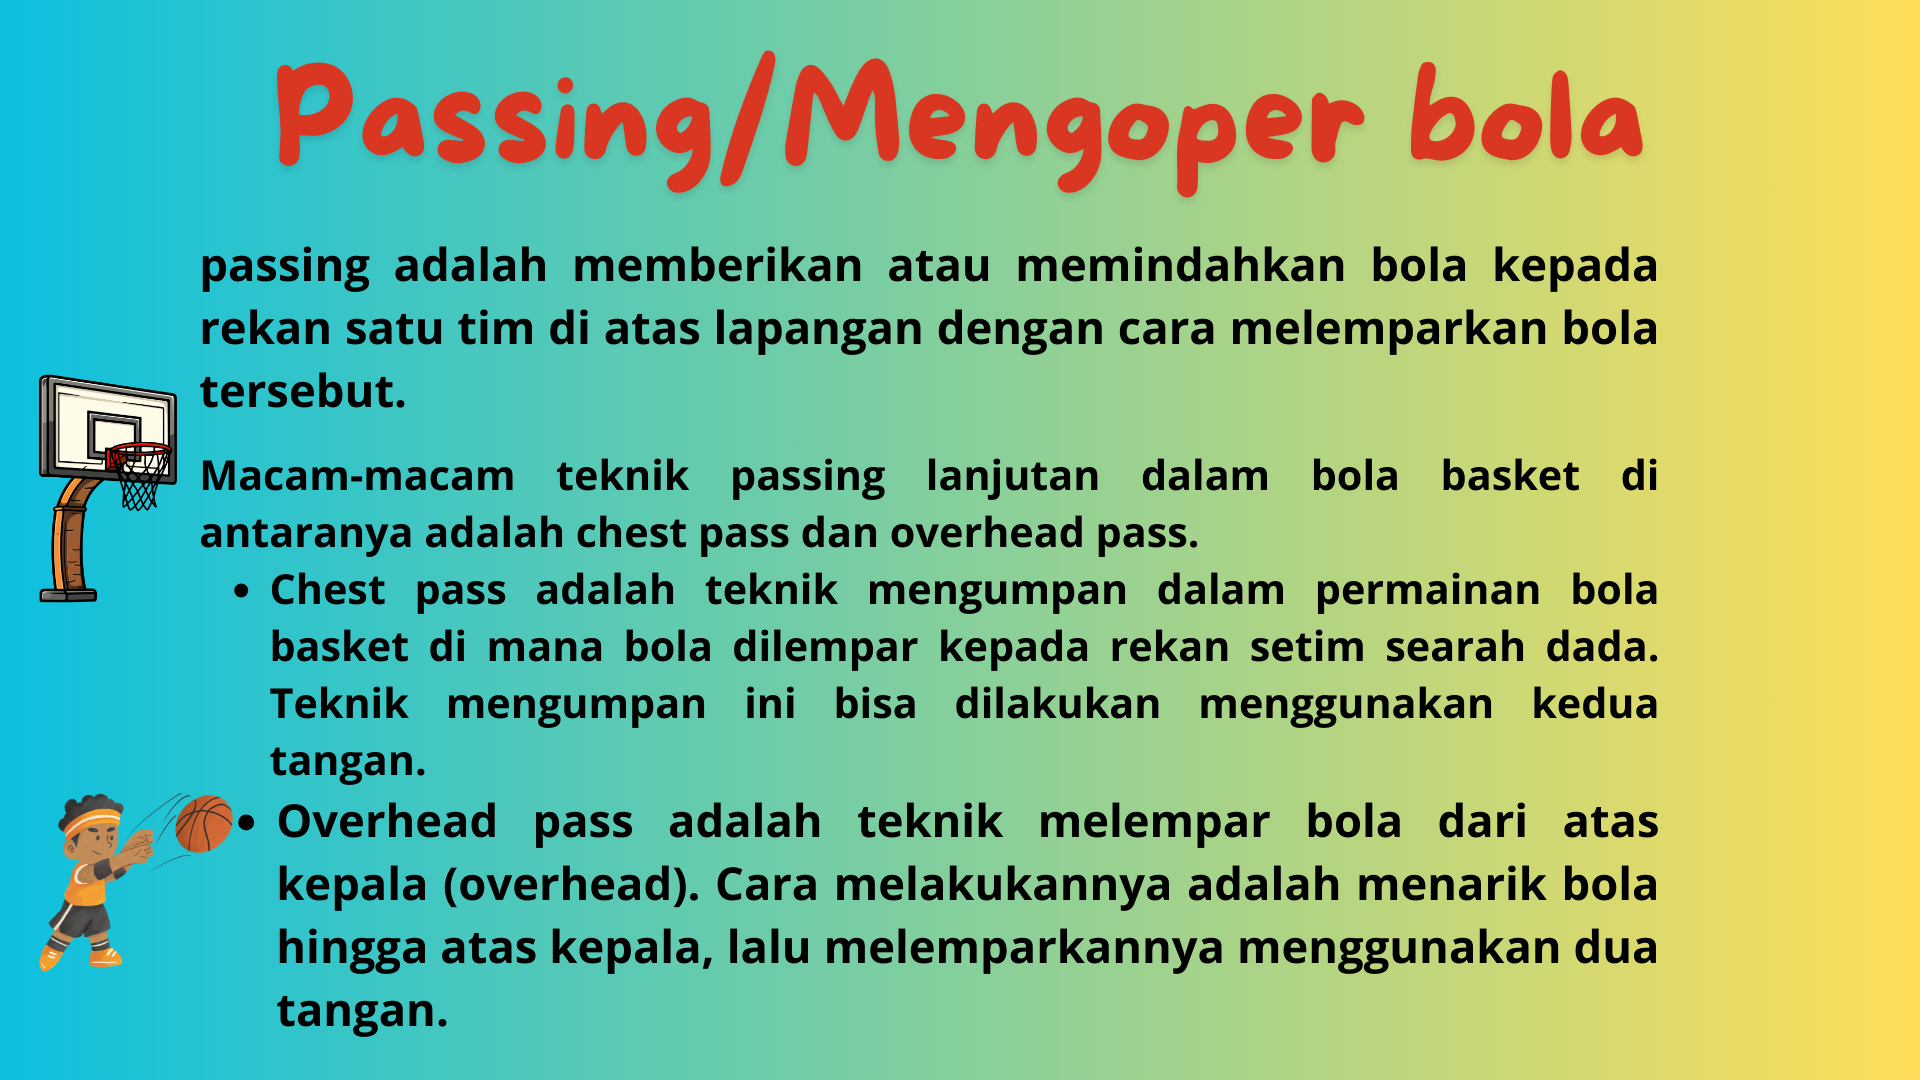 Passing/Mengoper bola
passing adalah memberikan atau memindahkan bola kepada
rekan satu tim di atas lapangan dengan cara melemparkan bola
tersebut.
Macam-macam teknik passing lanjutan dalam bola basket di
antaranya adalah chest pass dan overhead pass.
• Chest pass adalah teknik mengumpan dalam permainan bola
basket di mana bola dilempar kepada rekan setim searah dada.
Teknik mengumpan ini bisa dilakukan menggunakan kedua
tangan.
• Overhead pass adalah teknik melempar bola dari atas
kepala (overhead). Cara melakukannya adalah menarik bola
hingga atas kepala, lalu melemparkannya menggunakan dua
tangan.